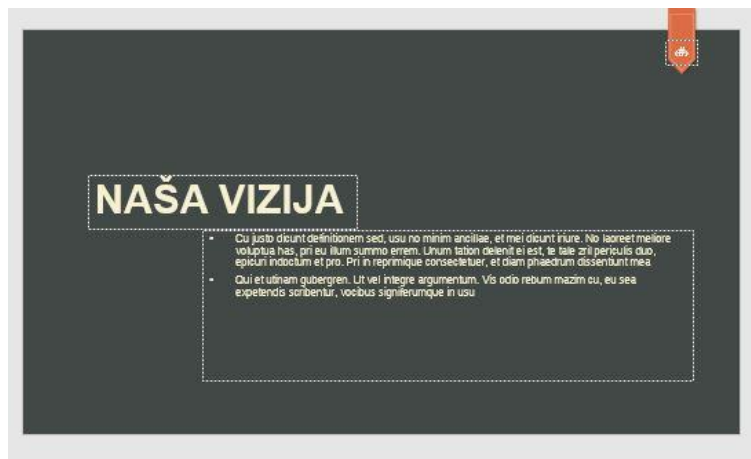 ‹#›
NAŠA VIZIJA
• Cu justo dicunt definitionem sed, usu no minim ancillae, et mei dicunt iriure. No laoreet meliore
voluptua has, pri eu illum summo errem. Unum tation delenit ei est, te tale zril periculis duo,
epicuri indoctum et pro. Pri in reprimique consectetuer, et diam phaedrum dissentiunt mea
• Qui et utinam gubergren. Ut vel integre argumentum. Vis odio rebum mazim cu, eu sea
expetendis scribentur, vocibus signiferumque in usu